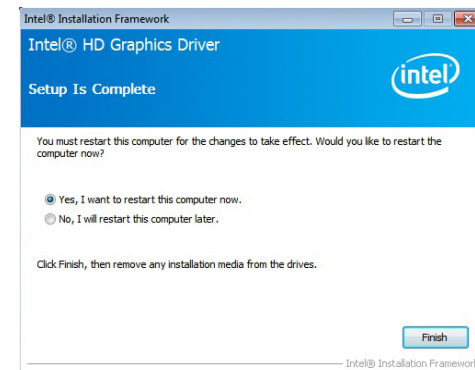 Intel® Installation Framework
Intel® HD Graphics Driver
Setup Is Complete
(intel)
You must restart this computer for the changes to take effect. Would you like to restart the
computer now?
Yes, I want to restart this computer now.
No, I will restart this computer later.
Click Finish, then remove any installation media from the drives.
Finish
Intel® Installation Framework